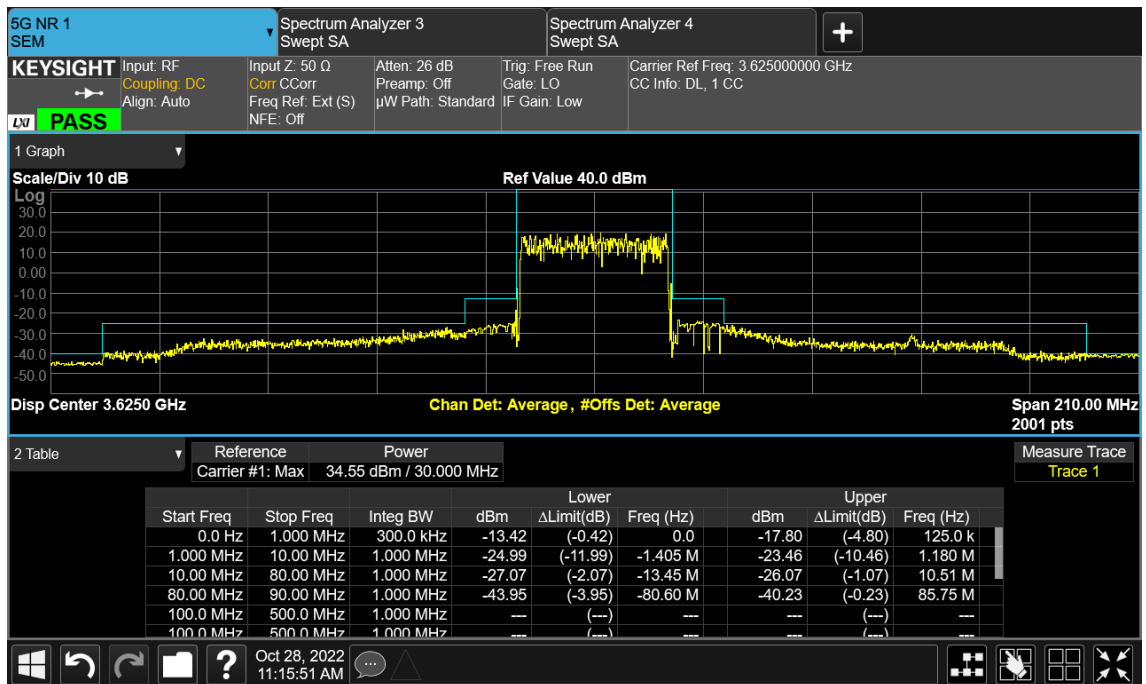 5G NR 1
SEM
Spectrum Analyzer 3
Swept SA
Spectrum Analyzer 4
Swept SA
KEYSIGHT
LXI PASS
Input: RF
Coupling: DC
Align: Auto
Input Z: 50 Ω
Corr CCorr
Freq Ref: Ext (S)
NFE: Off
Atten: 26 dB
Preamp: Off
µW Path: Standard
Trig: Free Run
Gate: LO
IF Gain: Low
Carrier Ref Freq: 3.625000000 GHz
CC Info: DL, 1 CC
1 Graph
Scale/Div 10 dB
Ref Value 40.0 dBm
Log
30.0
20.0
10.0
0.00
-10.0
-20.0
-30.0
-40.0
-50.0
Disp Center 3.6250 GHz
Chan Det: Average, #Offs Det: Average
Span 210.00 MHz
2001 pts
2 Table
Reference Power
Carrier #1: Max 34.55 dBm / 30.000 MHz
Measure Trace
Trace 1
Lower Upper
Start Freq Stop Freq Integ BW dBm ΔLimit(dB) Freq (Hz) dBm ΔLimit(dB) Freq (Hz)
0.0 Hz 1.000 MHz 300.0 kHz -13.42 (-0.42) 0.0 -17.80 (-4.80) 125.0 k
1.000 MHz 10.00 MHz 1.000 MHz -24.99 (-11.99) -1.405 M -23.46 (-10.46) 1.180 M
10.00 MHz 80.00 MHz 1.000 MHz -27.07 (-2.07) -13.45 M -26.07 (-1.07) 10.51 M
80.00 MHz 90.00 MHz 1.000 MHz -43.95 (-3.95) -80.60 M -40.23 (-0.23) 85.75 M
100.0 MHz 500.0 MHz 1.000 MHz --- (---) --- --- (---) ---
100.0 MHz 500.0 MHz 1.000 MHz --- (---) --- --- (---) ---
?
Oct 28, 2022
11:15:51 AM